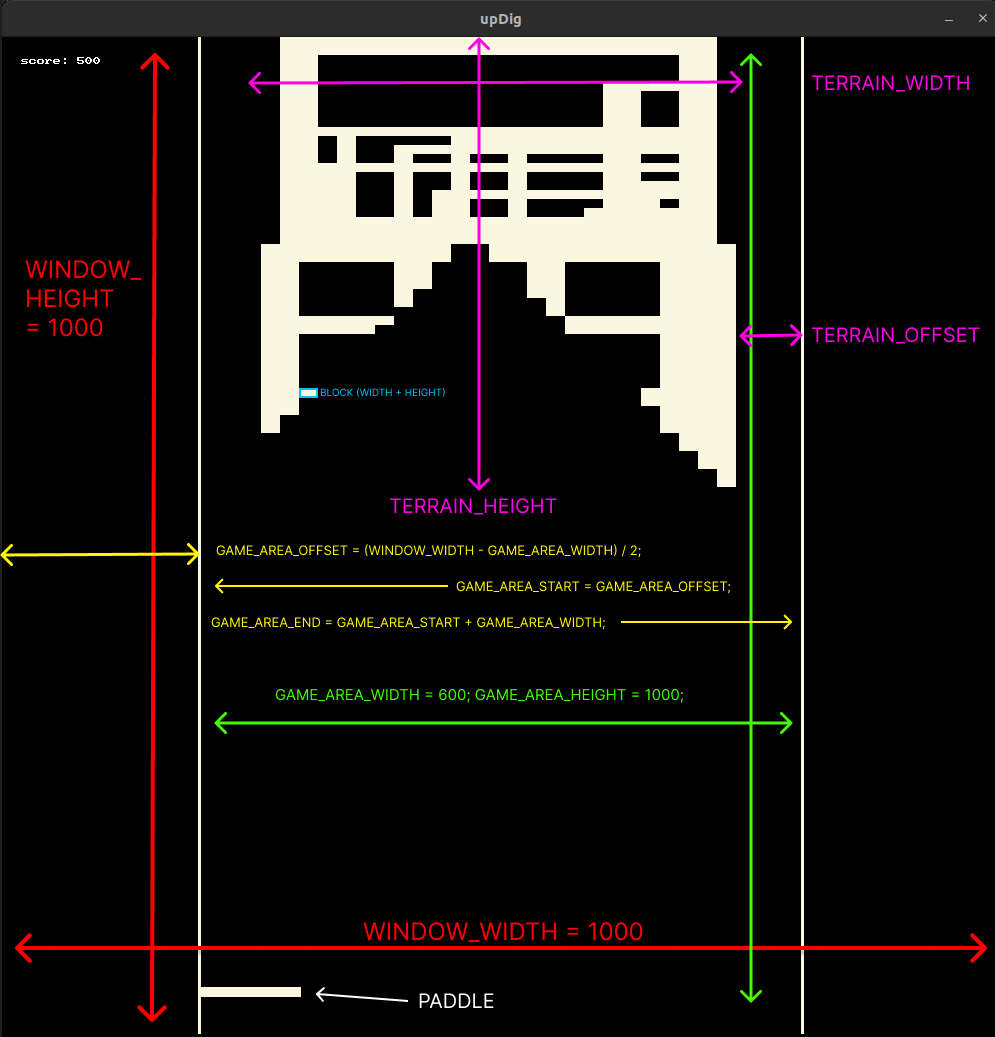 upDig
score: 500
TERRAIN_WIDTH
WINDOW_
HEIGHT
= 1000
TERRAIN_OFFSET
BLOCK (WIDTH + HEIGHT)
TERRAIN_HEIGHT
GAME_AREA_OFFSET = (WINDOW_WIDTH - GAME_AREA_WIDTH) / 2;
GAME_AREA_START = GAME_AREA_OFFSET;
GAME_AREA_END = GAME_AREA_START + GAME_AREA_WIDTH;
GAME_AREA_WIDTH = 600; GAME_AREA_HEIGHT = 1000;
WINDOW_WIDTH = 1000
PADDLE